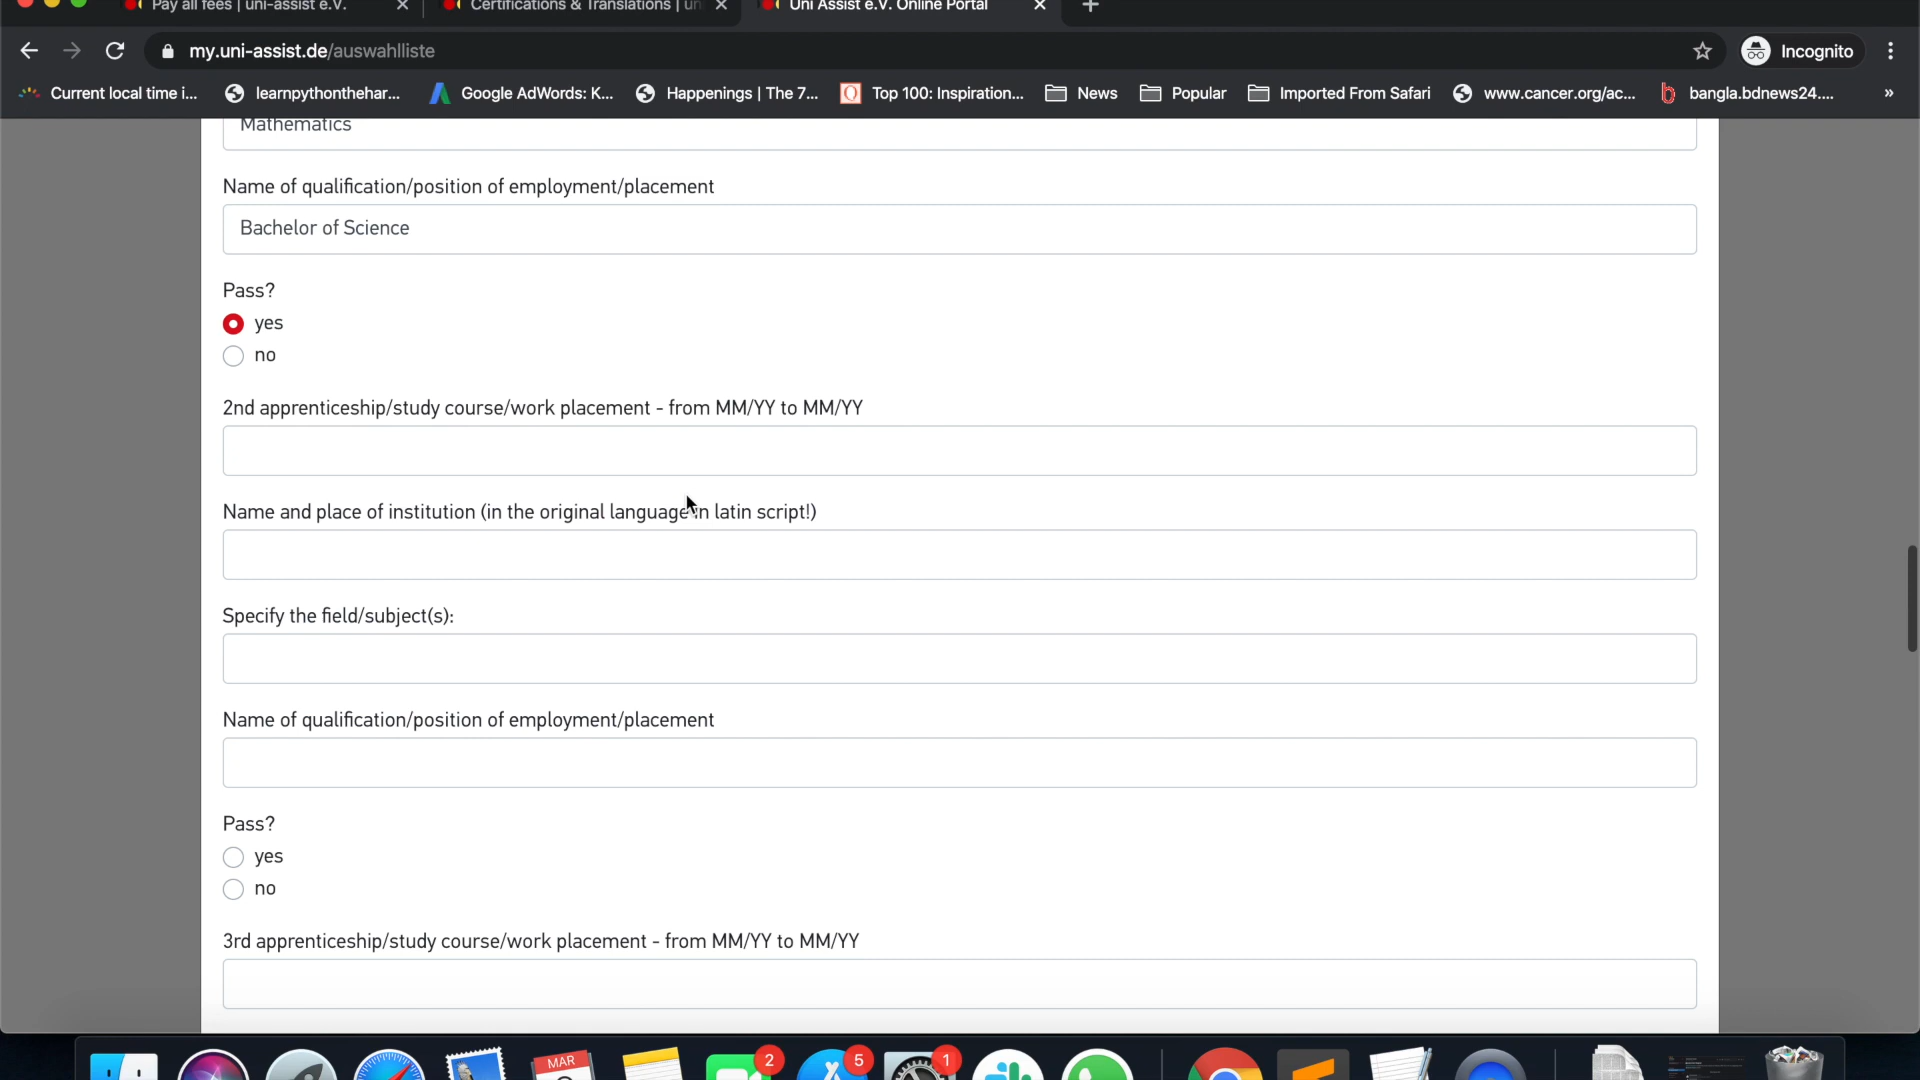 Pay all fees | uni-assist e.V.
Certifications & Translations | un
Uni Assist e.V. Online Portal
my.uni-assist.de/auswahlliste
Incognito
Current local time i...
learnpythonthehar...
Google AdWords: K...
Happenings | The 7...
Top 100: Inspiration...
News
Popular
Imported From Safari
www.cancer.org/ac...
bangla.bdnews24....
»
Mathematics
Name of qualification/position of employment/placement
Bachelor of Science
Pass?
yes
no
2nd apprenticeship/study course/work placement - from MM/YY to MM/YY
Name and place of institution (in the original language in latin script!)
Specify the field/subject(s):
Name of qualification/position of employment/placement
Pass?
yes
no
3rd apprenticeship/study course/work placement - from MM/YY to MM/YY
MAR
2
5
1